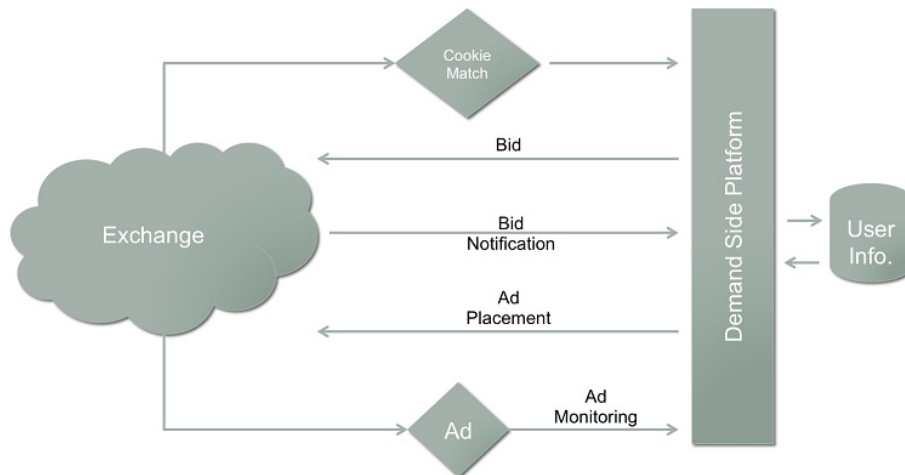 Cookie
Match
Bid
Exchange
Bid
Notification
Ad
Placement
Ad
Ad
Monitoring
Demand Side Platform
User
Info.